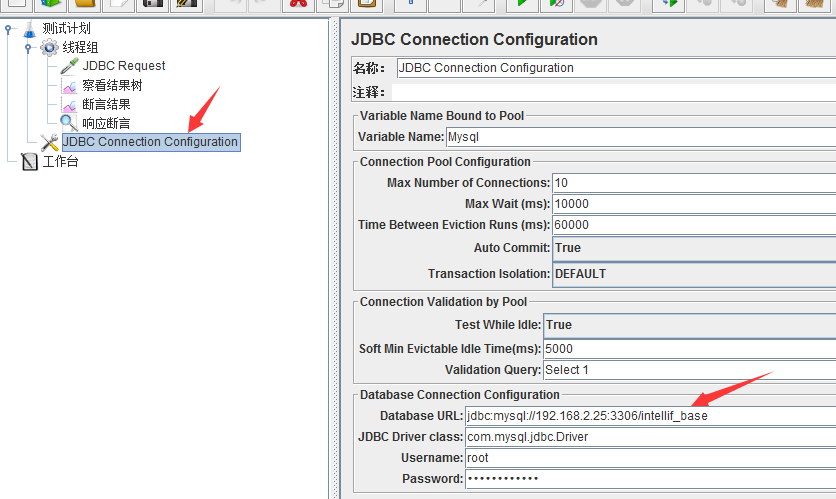 测试计划
线程组
JDBC Request
察看结果树
断言结果
响应断言
JDBC Connection Configuration
工作台
JDBC Connection Configuration
名称： JDBC Connection Configuration
注释：
Variable Name Bound to Pool
Variable Name: Mysql
Connection Pool Configuration
Max Number of Connections: 10
Max Wait (ms): 10000
Time Between Eviction Runs (ms): 60000
Auto Commit: True
Transaction Isolation: DEFAULT
Connection Validation by Pool
Test While Idle: True
Soft Min Evictable Idle Time(ms): 5000
Validation Query: Select 1
Database Connection Configuration
Database URL: jdbc:mysql://192.168.2.25:3306/intellif_base
JDBC Driver class: com.mysql.jdbc.Driver
Username: root
Password: ••••••••••••